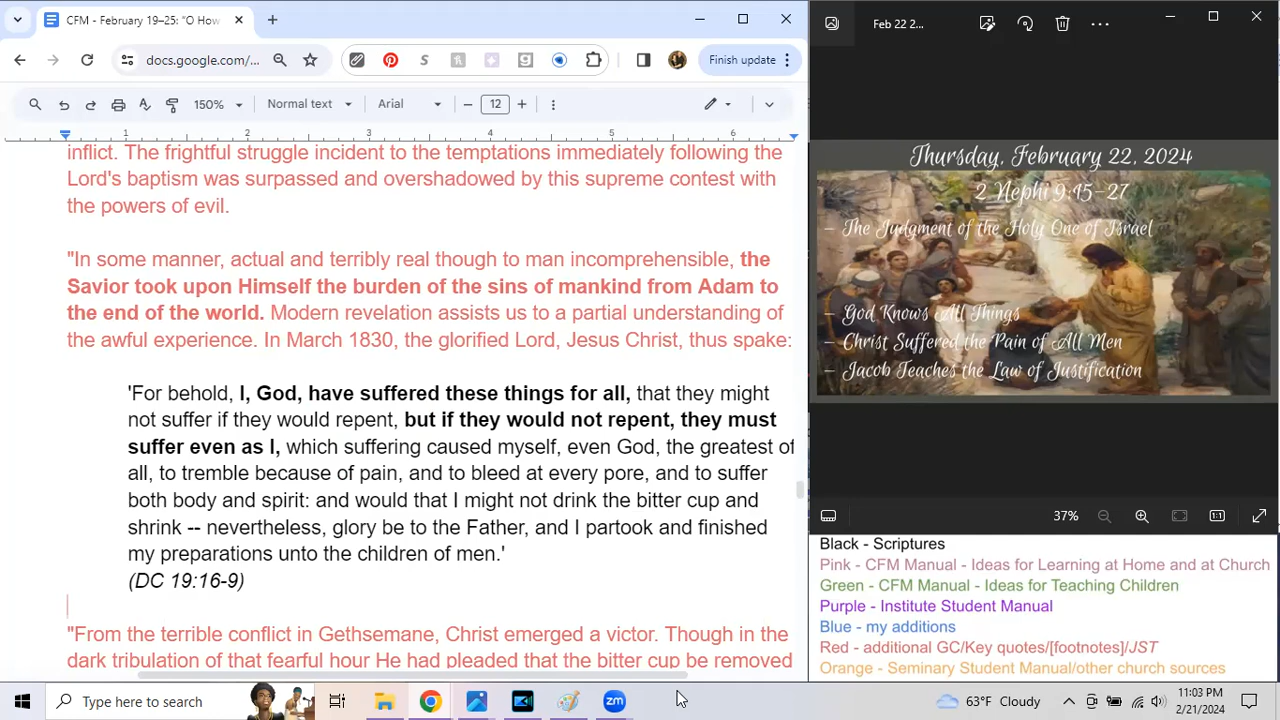 CFM - February 19–25: "O How
docs.google.com/...
Finish update
150%
Normal text
Arial
12
1
2
3
4
5
6
inflict. The frightful struggle incident to the temptations immediately following the
Lord's baptism was surpassed and overshadowed by this supreme contest with
the powers of evil.
"In some manner, actual and terribly real though to man incomprehensible, the
Savior took upon Himself the burden of the sins of mankind from Adam to
the end of the world. Modern revelation assists us to a partial understanding of
the awful experience. In March 1830, the glorified Lord, Jesus Christ, thus spake:
'For behold, I, God, have suffered these things for all, that they might
not suffer if they would repent, but if they would not repent, they must
suffer even as I, which suffering caused myself, even God, the greatest of
all, to tremble because of pain, and to bleed at every pore, and to suffer
both body and spirit: and would that I might not drink the bitter cup and
shrink -- nevertheless, glory be to the Father, and I partook and finished
my preparations unto the children of men.'
(DC 19:16-9)
"From the terrible conflict in Gethsemane, Christ emerged a victor. Though in the
dark tribulation of that fearful hour He had pleaded that the bitter cup be removed
Feb 22 2...
Thursday, February 22, 2024
2 Nephi 9:15–27
– The Judgment of the Holy One of Israel
– God Knows All Things
– Christ Suffered the Pain of All Men
– Jacob Teaches the Law of Justification
37%
Black - Scriptures
Pink - CFM Manual - Ideas for Learning at Home and at Church
Green - CFM Manual - Ideas for Teaching Children
Purple - Institute Student Manual
Blue - my additions
Red - additional GC/Key quotes/[footnotes]/JST
Orange - Seminary Student Manual/other church sources
Type here to search
zm
63°F Cloudy
11:03 PM
2/21/2024